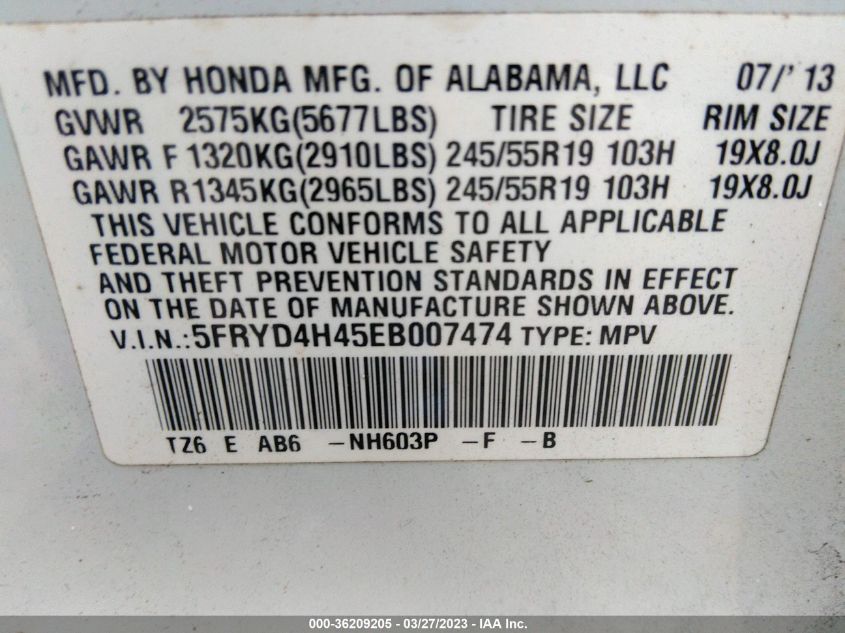 MFD. BY HONDA MFG. OF ALABAMA, LLC 07/' 13
GVWR 2575KG(5677LBS) TIRE SIZE RIM SIZE
GAWR F 1320KG(2910LBS) 245/55R19 103H 19X8.0J
GAWR R1345KG(2965LBS) 245/55R19 103H 19X8.0J
THIS VEHICLE CONFORMS TO ALL APPLICABLE
FEDERAL MOTOR VEHICLE SAFETY
AND THEFT PREVENTION STANDARDS IN EFFECT
ON THE DATE OF MANUFACTURE SHOWN ABOVE.
V.I.N.:5FRYD4H45EB007474 TYPE: MPV
TZ6 E AB6 -NH603P -F -B
000-36209205 - 03/27/2023 - IAAI.com